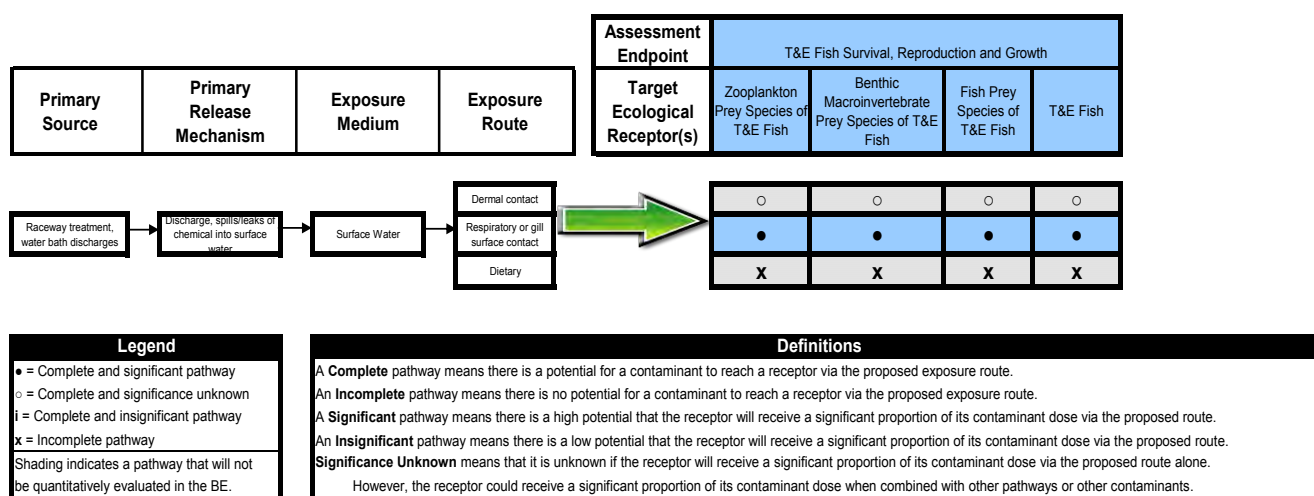 Assessment
Endpoint
T&E Fish Survival, Reproduction and Growth
Primary
Source
Primary
Release
Mechanism
Exposure
Medium
Exposure
Route
Target
Ecological
Receptor(s)
Zooplankton
Prey Species of
T&E Fish
Benthic
Macroinvertebrate
Prey Species of T&E
Fish
Fish Prey
Species of
T&E Fish
T&E Fish
Raceway treatment,
water bath discharges
Discharge, spills/leaks of
chemical into surface
water
Surface Water
Dermal contact
○ ○ ○ ○
Respiratory or gill
surface contact
● ● ● ●
Dietary
x x x x
Legend
● = Complete and significant pathway
○ = Complete and significance unknown
i = Complete and insignificant pathway
x = Incomplete pathway
Shading indicates a pathway that will not
be quantitatively evaluated in the BE.
Definitions
A Complete pathway means there is a potential for a contaminant to reach a receptor via the proposed exposure route.
An Incomplete pathway means there is no potential for a contaminant to reach a receptor via the proposed exposure route.
A Significant pathway means there is a high potential that the receptor will receive a significant proportion of its contaminant dose via the proposed route.
An Insignificant pathway means there is a low potential that the receptor will receive a significant proportion of its contaminant dose via the proposed route.
Significance Unknown means that it is unknown if the receptor will receive a significant proportion of its contaminant dose via the proposed route alone.
However, the receptor could receive a significant proportion of its contaminant dose when combined with other pathways or other contaminants.